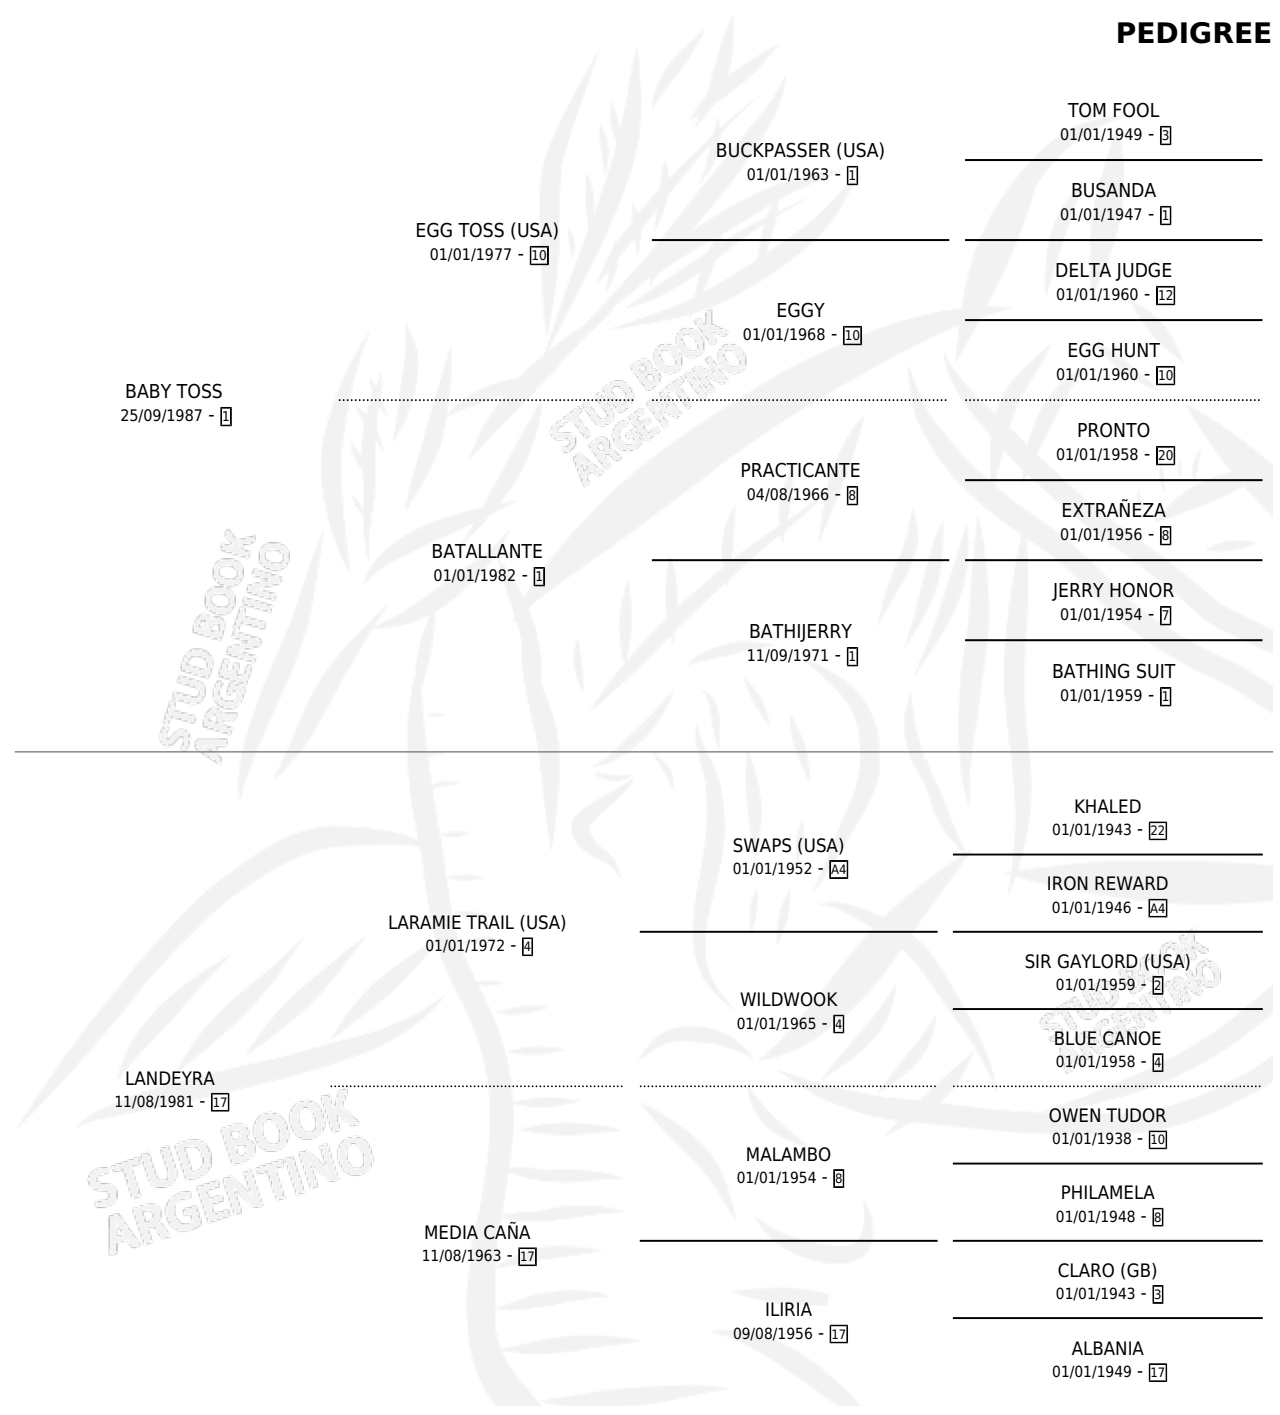 PEDIGREE
TOM FOOL
01/01/1949 - 3
BUCKPASSER (USA)
01/01/1963 - 1
BUSANDA
01/01/1947 - 1
EGG TOSS (USA)
01/01/1977 - 10
DELTA JUDGE
01/01/1960 - 12
EGGY
01/01/1968 - 10
EGG HUNT
01/01/1960 - 10
BABY TOSS
25/09/1987 - 1
PRONTO
01/01/1958 - 20
PRACTICANTE
04/08/1966 - 8
EXTRAÑEZA
01/01/1956 - 8
BATALLANTE
01/01/1982 - 1
JERRY HONOR
01/01/1954 - 7
BATHIJERRY
11/09/1971 - 1
BATHING SUIT
01/01/1959 - 1
KHALED
01/01/1943 - 22
SWAPS (USA)
01/01/1952 - A4
IRON REWARD
01/01/1946 - A4
LARAMIE TRAIL (USA)
01/01/1972 - 4
SIR GAYLORD (USA)
01/01/1959 - 2
WILDWOOK
01/01/1965 - 4
BLUE CANOE
01/01/1958 - 4
LANDEYRA
11/08/1981 - 17
OWEN TUDOR
01/01/1938 - 10
MALAMBO
01/01/1954 - 8
PHILAMELA
01/01/1948 - 8
MEDIA CAÑA
11/08/1963 - 17
CLARO (GB)
01/01/1943 - 3
ILIRIA
09/08/1956 - 17
ALBANIA
01/01/1949 - 17
STUD BOOK
ARGENTINO
STUD BOOK
ARGENTINO
STUD BOOK
ARGENTINO
STUD BOOK
ARGENTINO